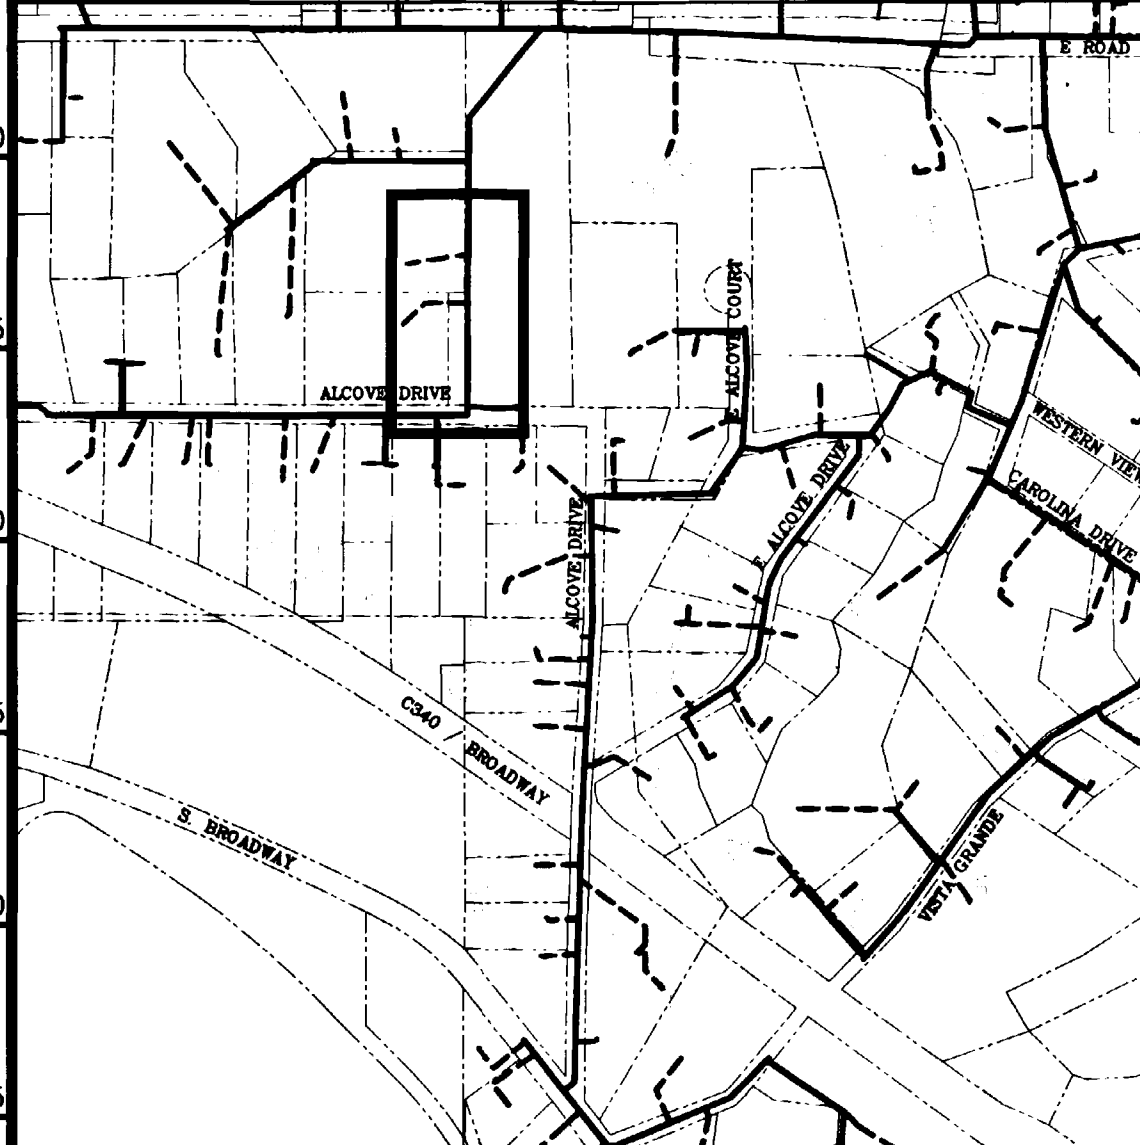 E ROAD
E ALCOVE COURT
ALCOVE DRIVE
WESTERN VIEW
CAROLINA DRIVE
E ALCOVE DRIVE
ALCOVE DRIVE
C340 / BROADWAY
S. BROADWAY
VISTA GRANDE